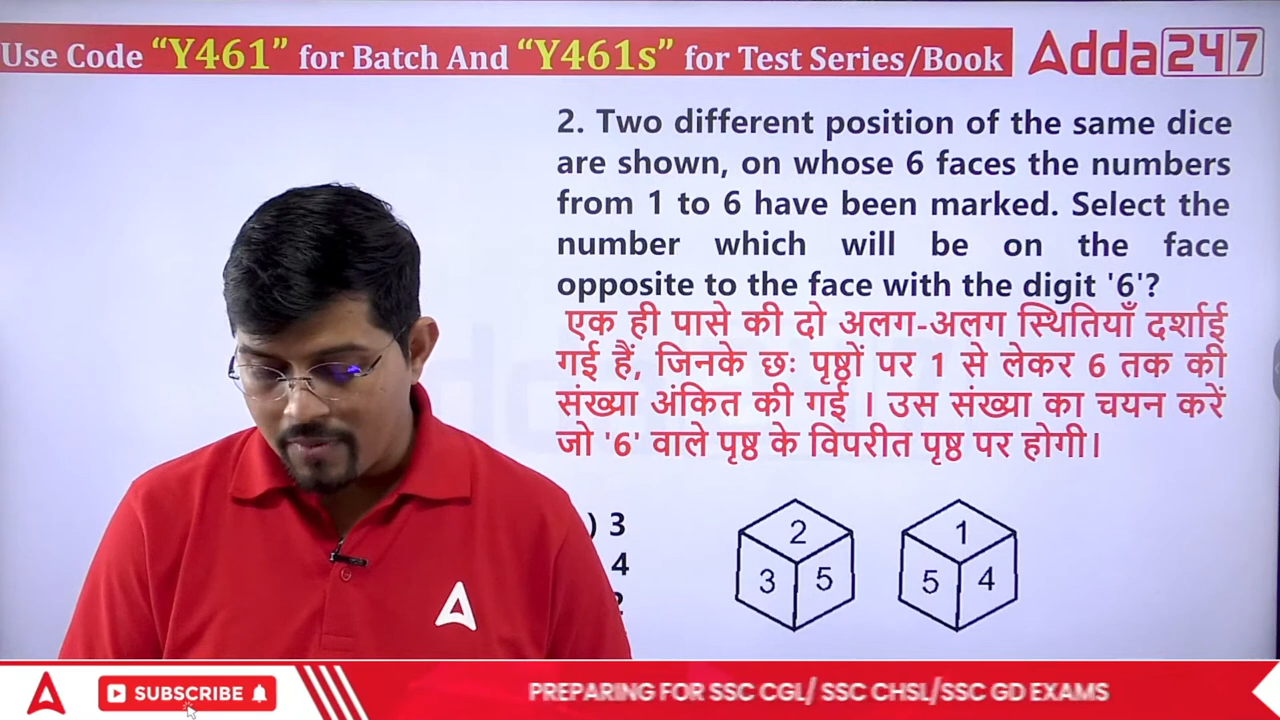 Use Code “Y461” for Batch And “Y461s” for Test Series/Book
Adda247
2. Two different position of the same dice
are shown, on whose 6 faces the numbers
from 1 to 6 have been marked. Select the
number which will be on the face
opposite to the face with the digit '6'?
एक ही पासे की दो अलग-अलग स्थितियाँ दर्शाई
गई हैं, जिनके छः पृष्ठों पर 1 से लेकर 6 तक की
संख्या अंकित की गई । उस संख्या का चयन करें
जो '6' वाले पृष्ठ के विपरीत पृष्ठ पर होगी।
) 3
4
2
3 5
1
5 4
SUBSCRIBE
PREPARING FOR SSC CGL/ SSC CHSL/SSC GD EXAMS